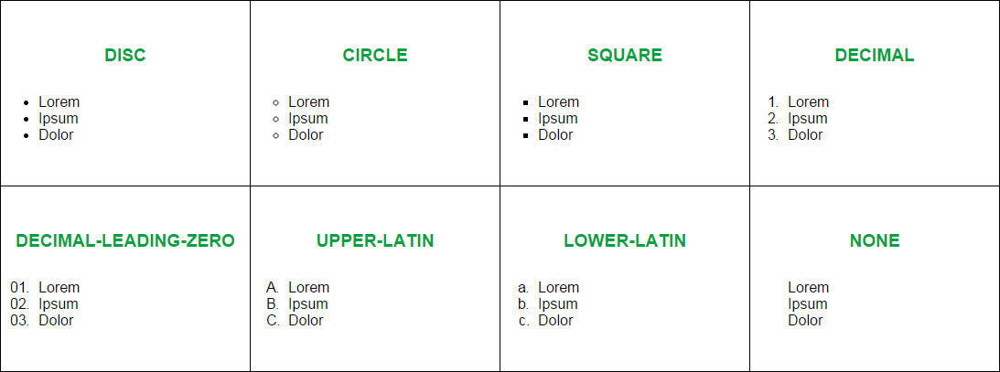 DISC
• Lorem
• Ipsum
• Dolor
CIRCLE
○ Lorem
○ Ipsum
○ Dolor
SQUARE
▪ Lorem
▪ Ipsum
▪ Dolor
DECIMAL
1. Lorem
2. Ipsum
3. Dolor
DECIMAL-LEADING-ZERO
01. Lorem
02. Ipsum
03. Dolor
UPPER-LATIN
A. Lorem
B. Ipsum
C. Dolor
LOWER-LATIN
a. Lorem
b. Ipsum
c. Dolor
NONE
Lorem
Ipsum
Dolor